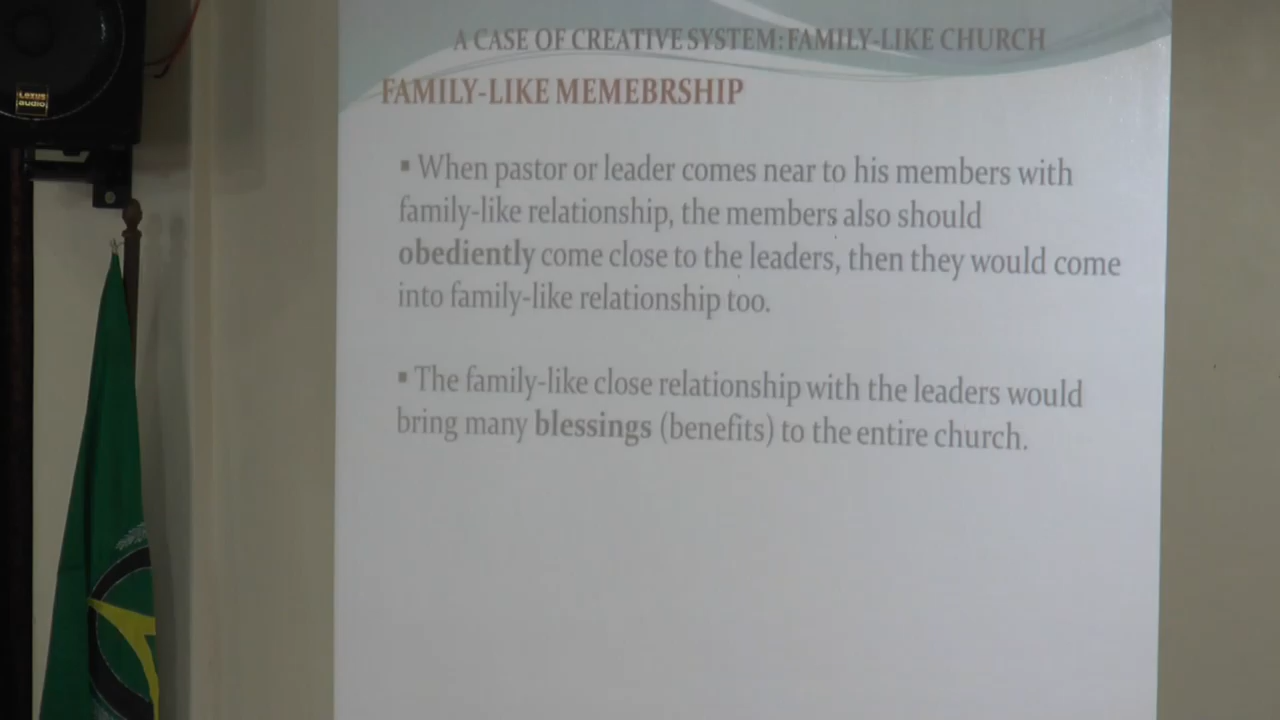 Lexus
audio
A CASE OF CREATIVE SYSTEM: FAMILY-LIKE CHURCH
FAMILY-LIKE MEMEBRSHIP
▪ When pastor or leader comes near to his members with
family-like relationship, the members also should
obediently come close to the leaders, then they would come
into family-like relationship too.
▪ The family-like close relationship with the leaders would
bring many blessings (benefits) to the entire church.